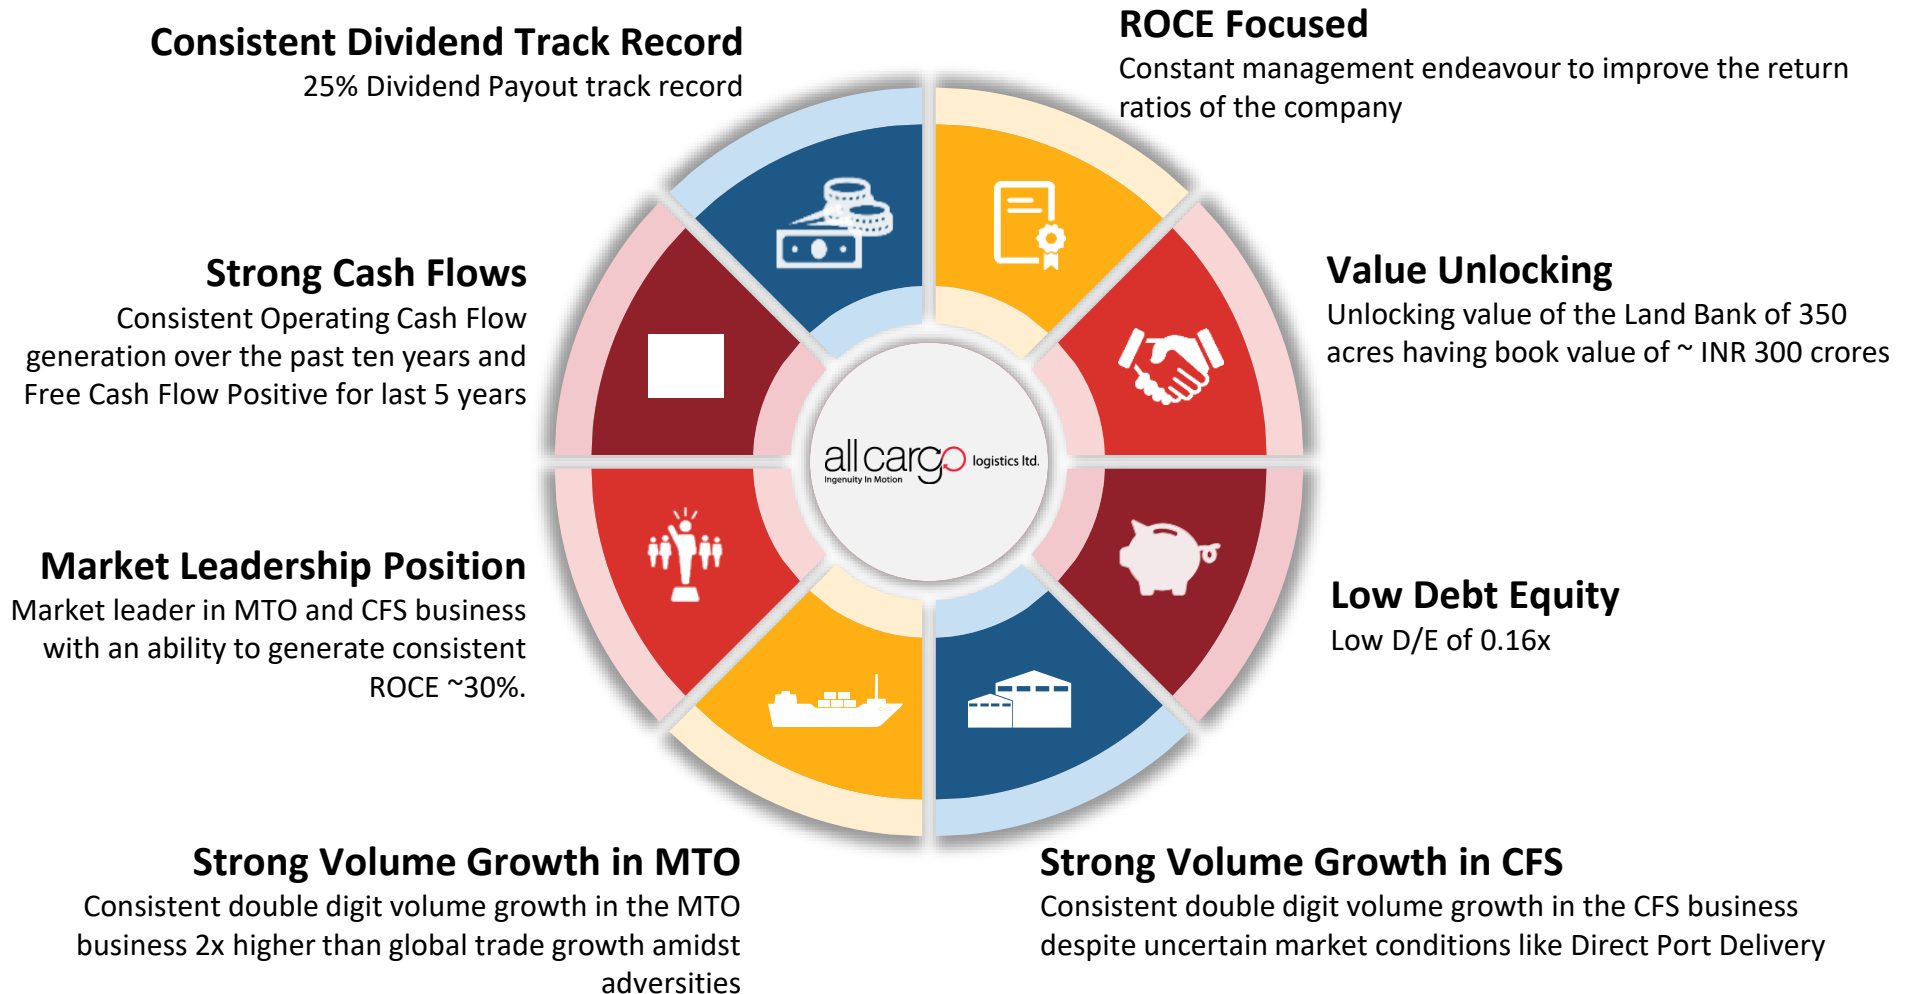 Consistent Dividend Track Record
25% Dividend Payout track record
ROCE Focused
Constant management endeavour to improve the return
ratios of the company
Strong Cash Flows
Consistent Operating Cash Flow
generation over the past ten years and
Free Cash Flow Positive for last 5 years
Value Unlocking
Unlocking value of the Land Bank of 350
acres having book value of ~ INR 300 crores
allcargo logistics ltd.
Ingenuity In Motion
Market Leadership Position
Market leader in MTO and CFS business
with an ability to generate consistent
ROCE ~30%.
Low Debt Equity
Low D/E of 0.16x
Strong Volume Growth in MTO
Consistent double digit volume growth in the MTO
business 2x higher than global trade growth amidst
adversities
Strong Volume Growth in CFS
Consistent double digit volume growth in the CFS business
despite uncertain market conditions like Direct Port Delivery